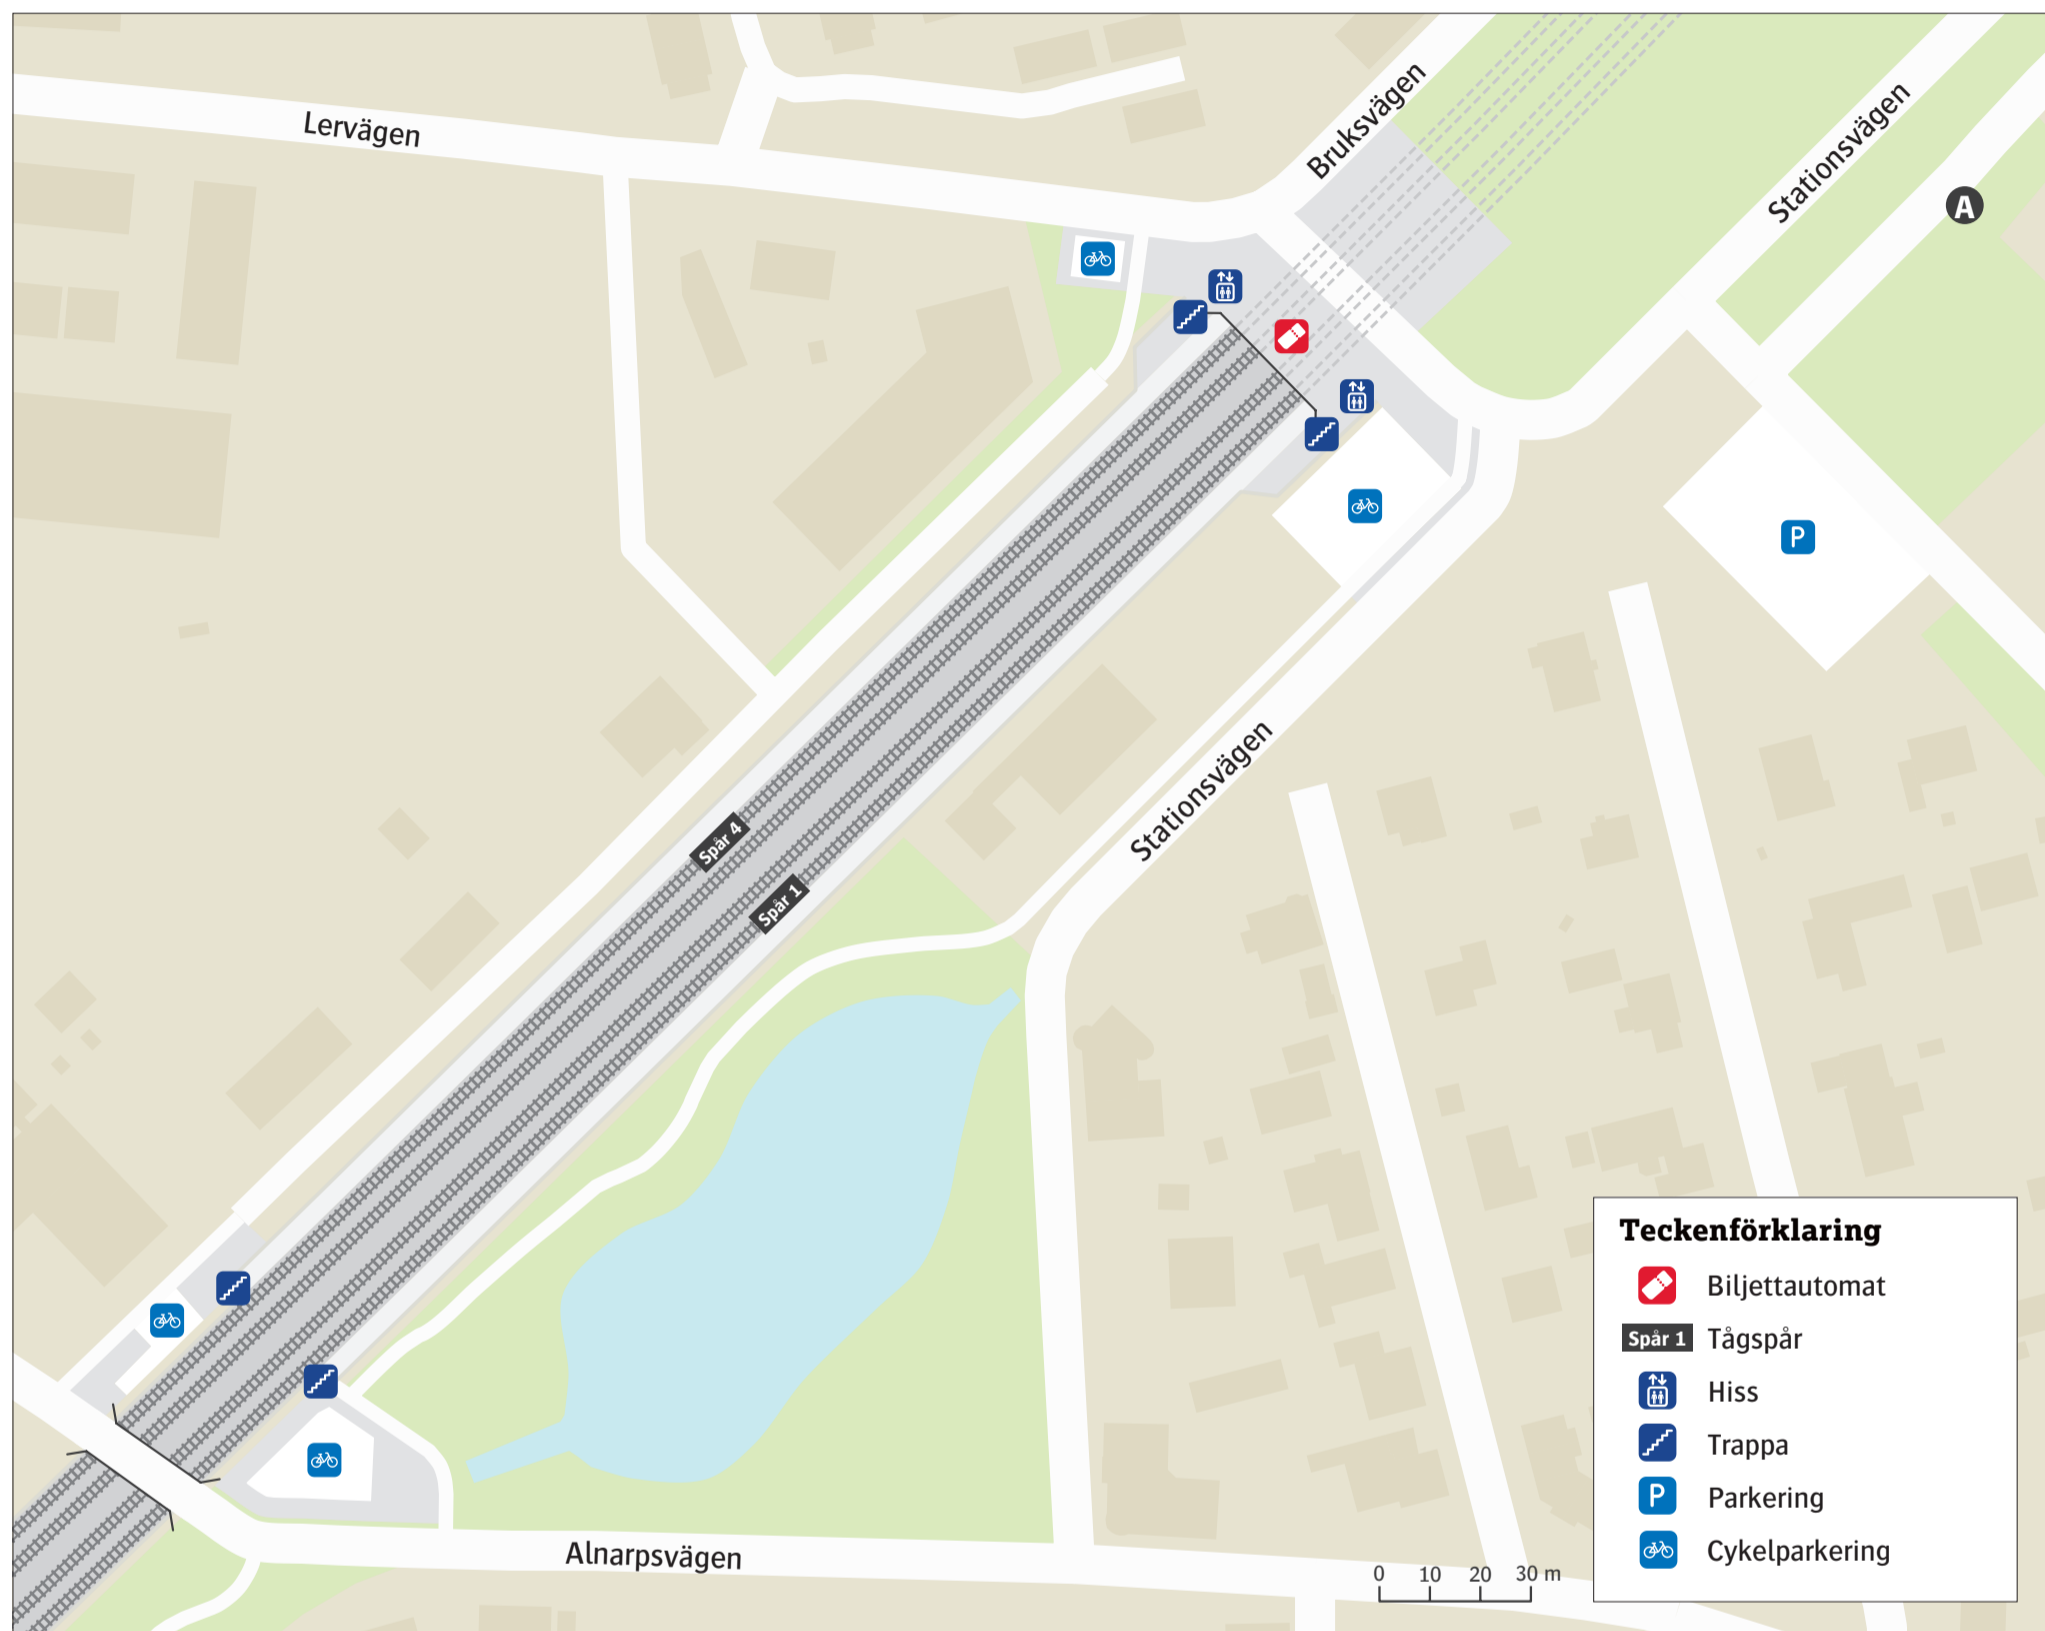 Lervägen
Bruksvägen
Stationsvägen
A
P
Spår 4
Spår 1
Stationsvägen
Alnarpsvägen
0 10 20 30 m
Teckenförklaring
Biljettautomat
Spår 1 Tågspår
Hiss
Trappa
P Parkering
Cykelparkering